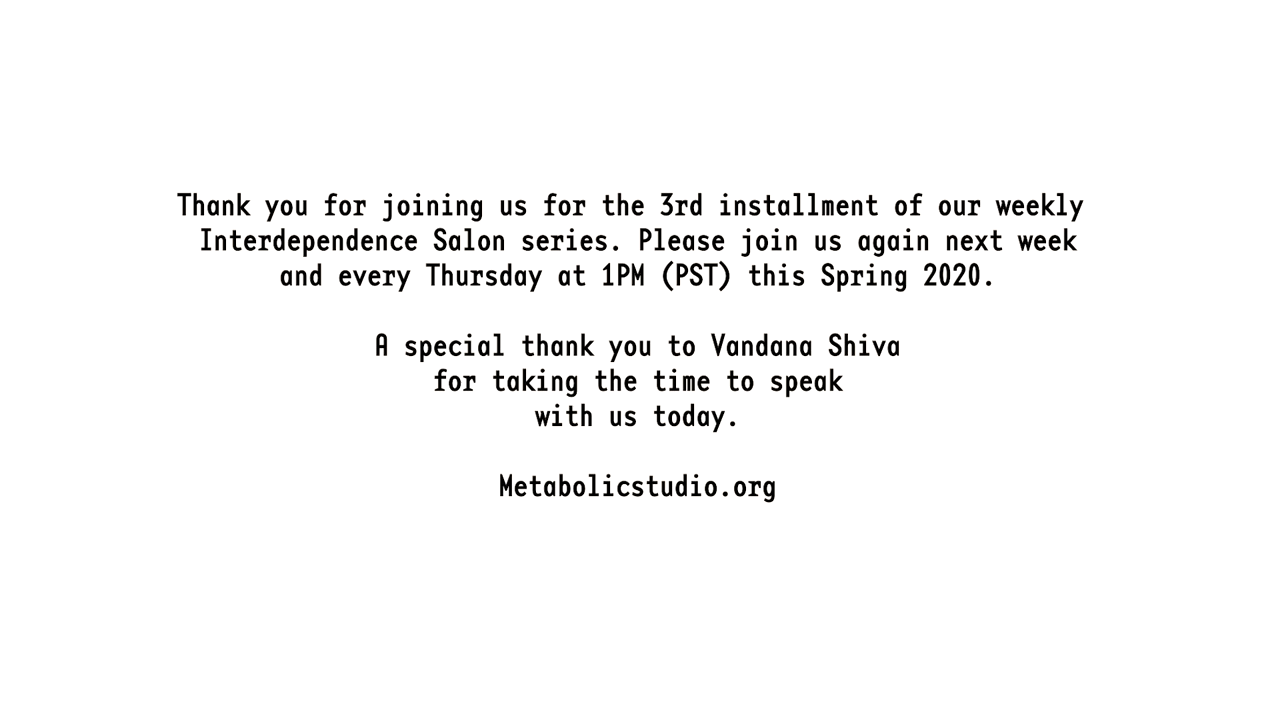 Thank you for joining us for the 3rd installment of our weekly
Interdependence Salon series. Please join us again next week
and every Thursday at 1PM (PST) this Spring 2020.
A special thank you to Vandana Shiva
for taking the time to speak
with us today.
Metabolicstudio.org